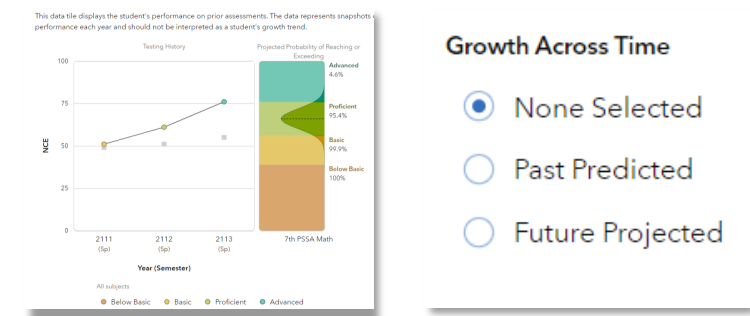 This data tile displays the student's performance on prior assessments. The data represents snapshots
performance each year and should not be interpreted as a student's growth trend.
Testing History
Projected Probability of Reaching or
Exceeding
100
75
50
25
0
NCE
Advanced
4.6%
Proficient
95.4%
Basic
99.9%
Below Basic
100%
2111
(Sp)
2112
(Sp)
2113
(Sp)
7th PSSA Math
Year (Semester)
All subjects
Below Basic Basic Proficient Advanced
Growth Across Time
None Selected
Past Predicted
Future Projected